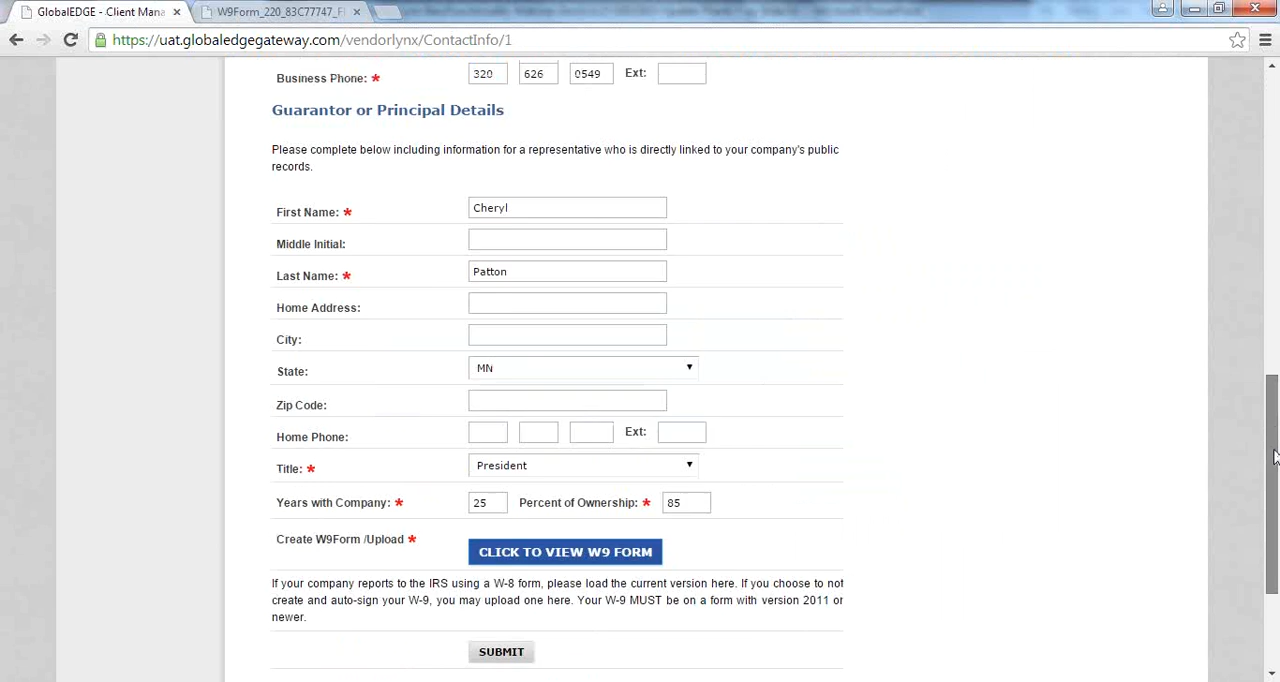 GlobalEDGE - Client Mana
W9Form_220_83C77747_F
https://uat.globaledgegateway.com/vendorlynx/ContactInfo/1
Business Phone: * 320 626 0549 Ext:
Guarantor or Principal Details
Please complete below including information for a representative who is directly linked to your company's public
records.
First Name: * Cheryl
Middle Initial:
Last Name: * Patton
Home Address:
City:
State: MN
Zip Code:
Home Phone: Ext:
Title: * President
Years with Company: * 25 Percent of Ownership: * 85
Create W9Form /Upload *
CLICK TO VIEW W9 FORM
If your company reports to the IRS using a W-8 form, please load the current version here. If you choose to not
create and auto-sign your W-9, you may upload one here. Your W-9 MUST be on a form with version 2011 or
newer.
SUBMIT